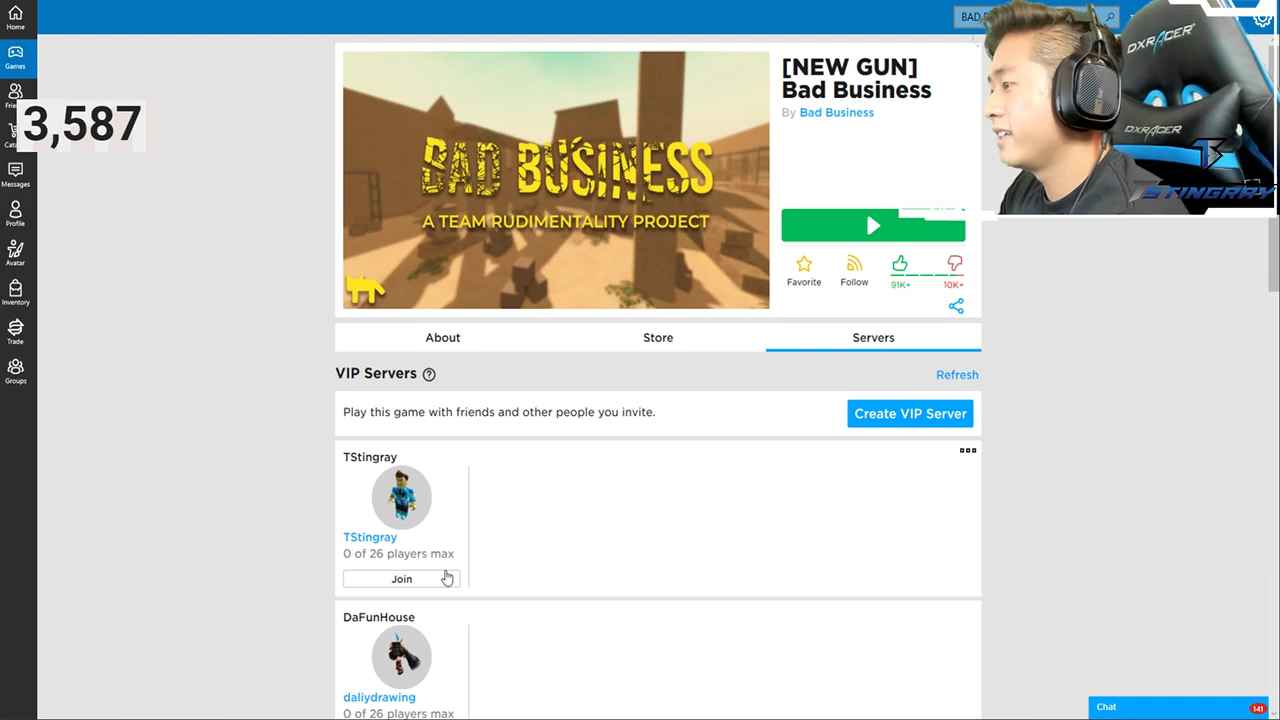 Home
BAD
Games
[NEW GUN]
Bad Business
By Bad Business
3,587
Messages
Profile
Avatar
Inventory
Trade
Groups
BAD BUSINESS
A TEAM RUDIMENTALITY PROJECT
Favorite
Follow
91K+
10K+
DXRACER
DXRACER
TS
STINGRAY
About
Store
Servers
VIP Servers ?
Refresh
Play this game with friends and other people you invite.
Create VIP Server
TStingray
TStingray
0 of 26 players max
Join
DaFunHouse
daliydrawing
0 of 26 players max
Chat
141